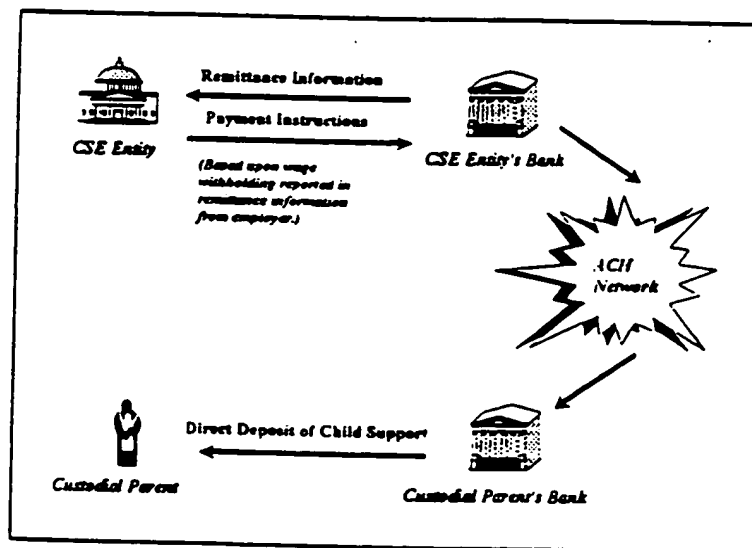 Remittance Information
Payment Instructions
CSE Entity
CSE Entity's Bank
(Based upon wage
withholding reported in
remittance information
from employer.)
ACH
Network
Direct Deposit of Child Support
Custodial Parent
Custodial Parent's Bank